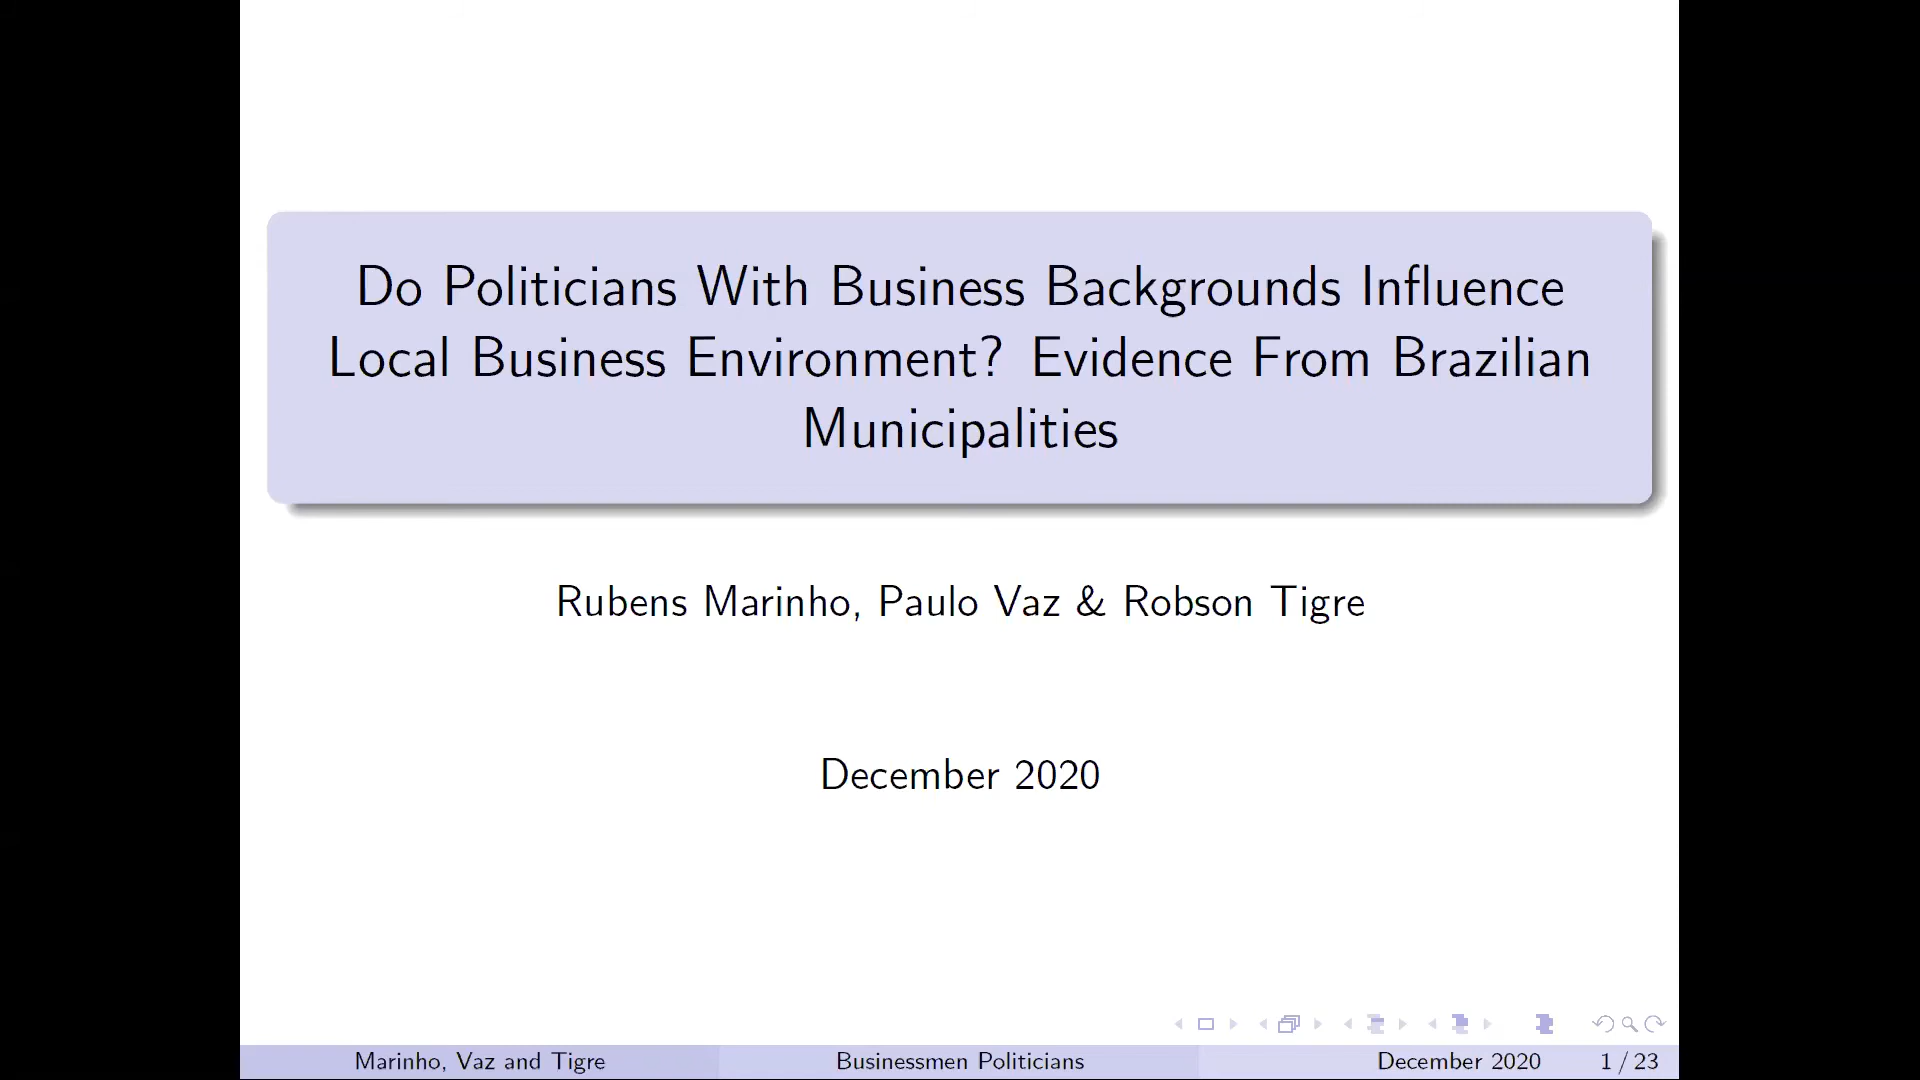 Do Politicians With Business Backgrounds Influence
Local Business Environment? Evidence From Brazilian
Municipalities
Rubens Marinho, Paulo Vaz & Robson Tigre
December 2020
Marinho, Vaz and Tigre
Businessmen Politicians
December 2020
1 / 23